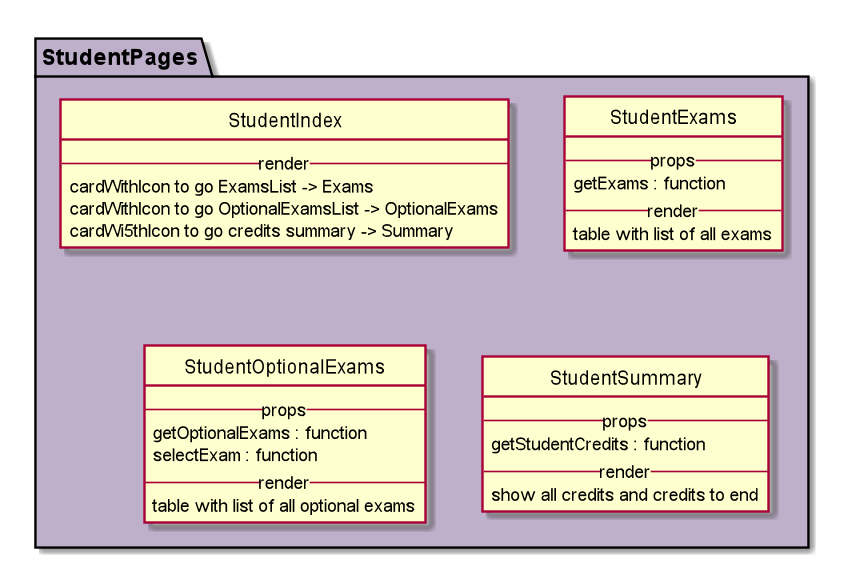 StudentPages
StudentIndex
render
cardWithIcon to go ExamsList -> Exams
cardWithIcon to go OptionalExamsList -> OptionalExams
cardWi5thIcon to go credits summary -> Summary
StudentExams
props
getExams : function
render
table with list of all exams
StudentOptionalExams
props
getOptionalExams : function
selectExam : function
render
table with list of all optional exams
StudentSummary
props
getStudentCredits : function
render
show all credits and credits to end